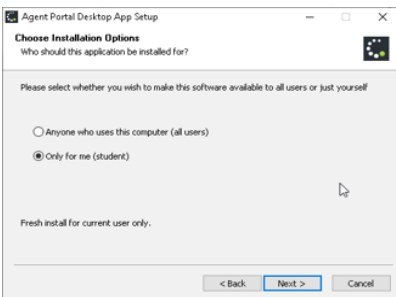 Agent Portal Desktop App Setup
Choose Installation Options
Who should this application be installed for?
Please select whether you wish to make this software available to all users or just yourself
Anyone who uses this computer (all users)
Only for me (student)
Fresh install for current user only.
< Back
Next >
Cancel